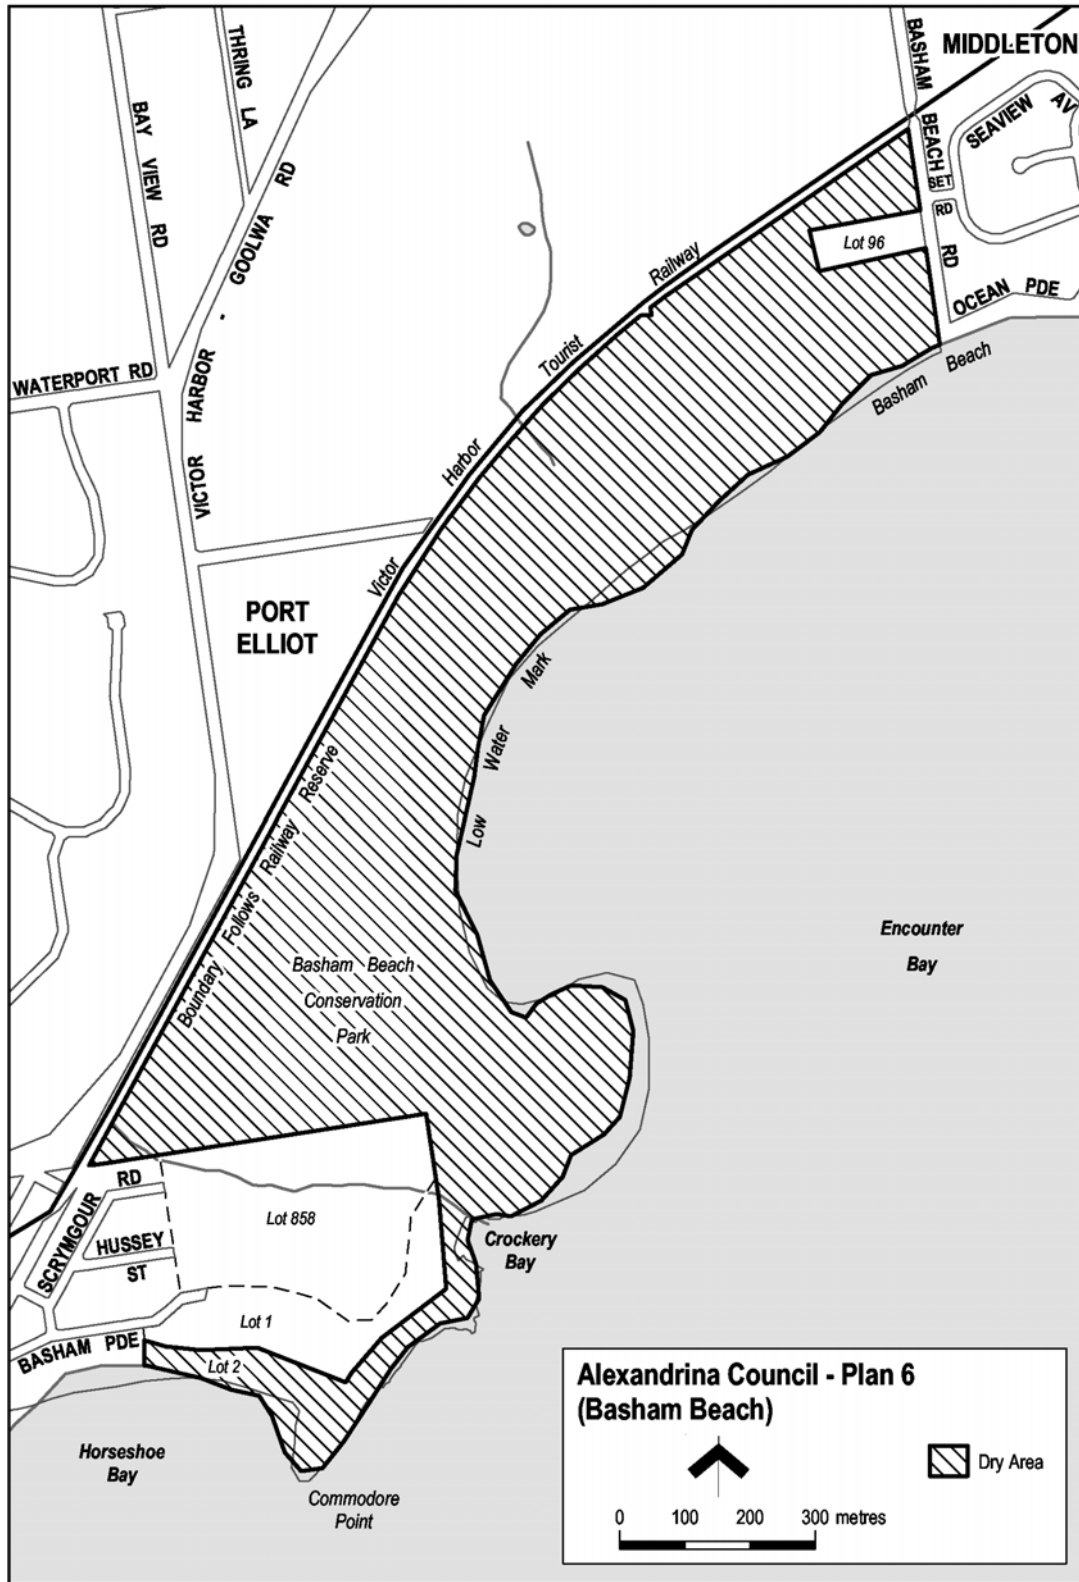 MIDDLETON
BASHAM BEACH RD
THRING LA
BAY VIEW RD
SEAVIEW AV
SET
RD
VICTOR HARBOR - GOOLWA RD
Lot 96
OCEAN PDE
Victor Harbor Tourist Railway
WATERPORT RD
Basham Beach
PORT
ELLIOT
Low Water Mark
Boundary Follows Railway Reserve
Encounter
Bay
Basham Beach
Conservation
Park
SCRYMGOUR RD
Lot 858
HUSSEY
ST
Crockery
Bay
Lot 1
BASHAM PDE
Lot 2
Horseshoe
Bay
Commodore
Point
Alexandrina Council - Plan 6
(Basham Beach)
Dry Area
0 100 200 300 metres